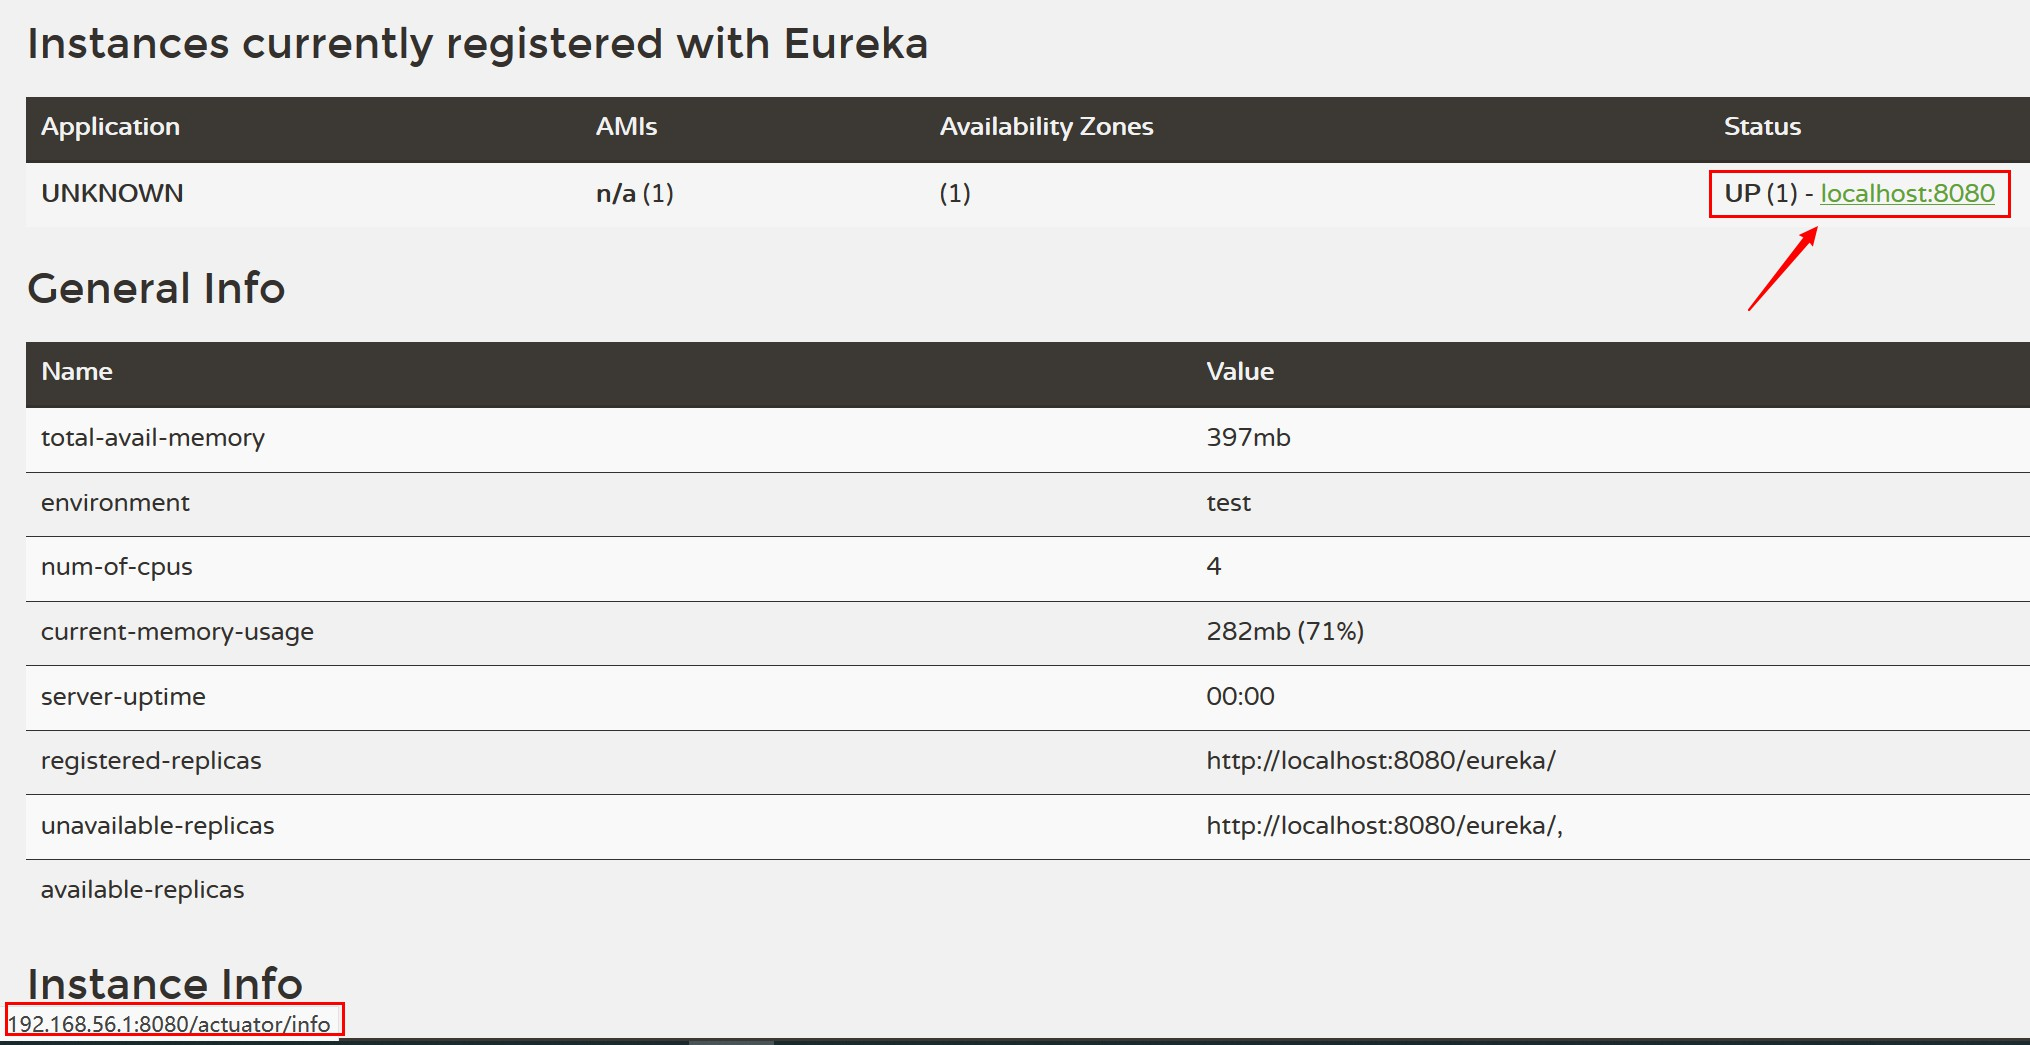 Instances currently registered with Eureka
Application AMIs Availability Zones Status
UNKNOWN n/a (1) (1) UP (1) - localhost:8080
General Info
Name Value
total-avail-memory 397mb
environment test
num-of-cpus 4
current-memory-usage 282mb (71%)
server-uptime 00:00
registered-replicas http://localhost:8080/eureka/
unavailable-replicas http://localhost:8080/eureka/,
available-replicas
Instance Info
192.168.56.1:8080/actuator/info